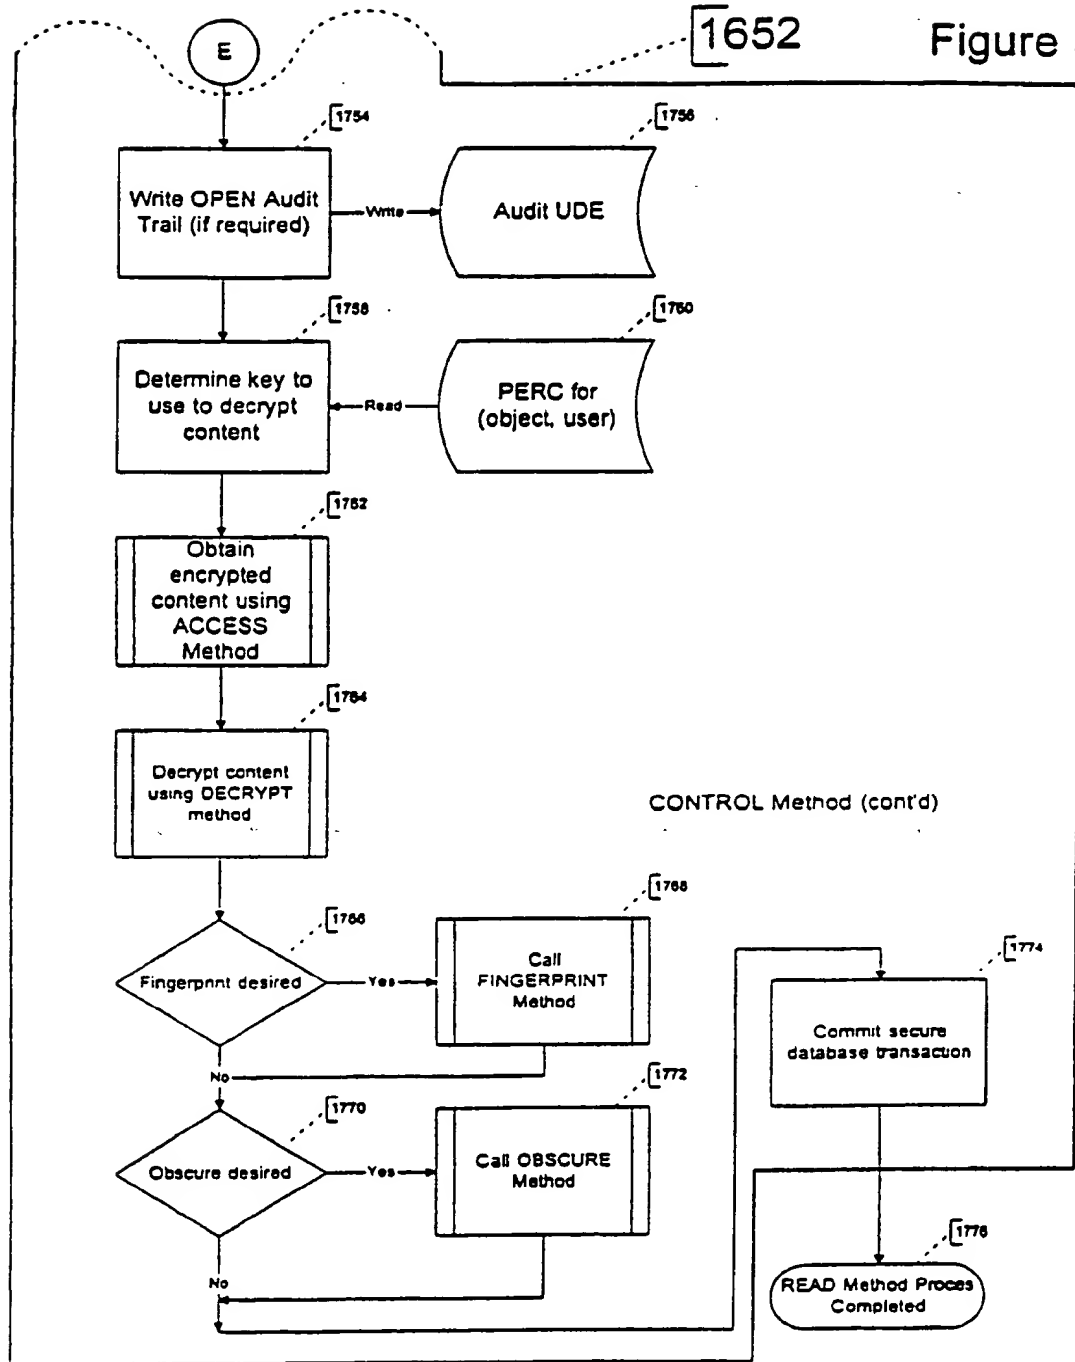 E
1652
Figure
1754
Write OPEN Audit
Trail (if required)
Write
1756
Audit UDE
1758
Determine key to
use to decrypt
content
Read
1760
PERC for
(object, user)
1762
Obtain
encrypted
content using
ACCESS
Method
1764
Decrypt content
using DECRYPT
method
CONTROL Method (cont'd)
1766
Fingerprint desired
Yes
1768
Call
FINGERPRINT
Method
No
1770
Obscure desired
Yes
1772
Call OBSCURE
Method
No
1774
Commit secure
database transaction
1776
READ Method Proces
Completed